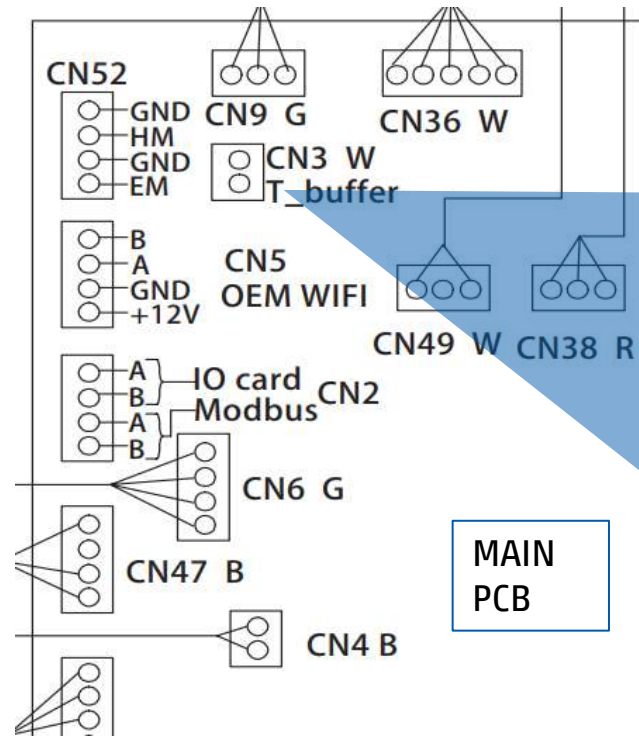 CN52
GND
HM
GND
EM
CN9 G
CN36 W
CN3 W
T_buffer
B
A
GND
+12V
CN5
OEM WIFI
CN49 W
CN38 R
A
B
A
B
IO card
Modbus
CN2
CN6 G
CN47 B
MAIN
PCB
CN4 B